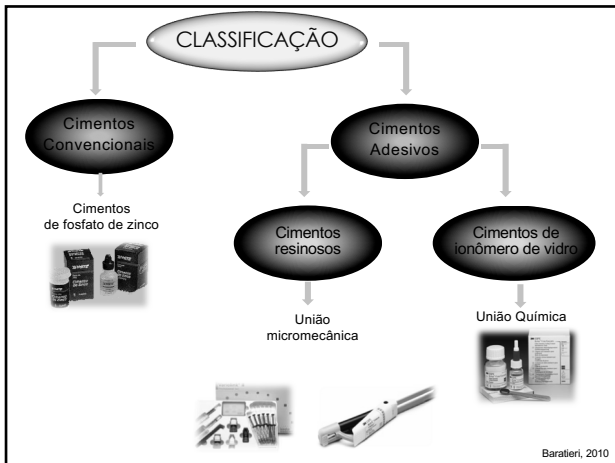 CLASSIFICAÇÃO
Cimentos
Convencionais
Cimentos
Adesivos
Cimentos
de fosfato de zinco
Cimentos
resinosos
Cimentos de
ionômero de vidro
União
micromecânica
União Química
Baratieri, 2010